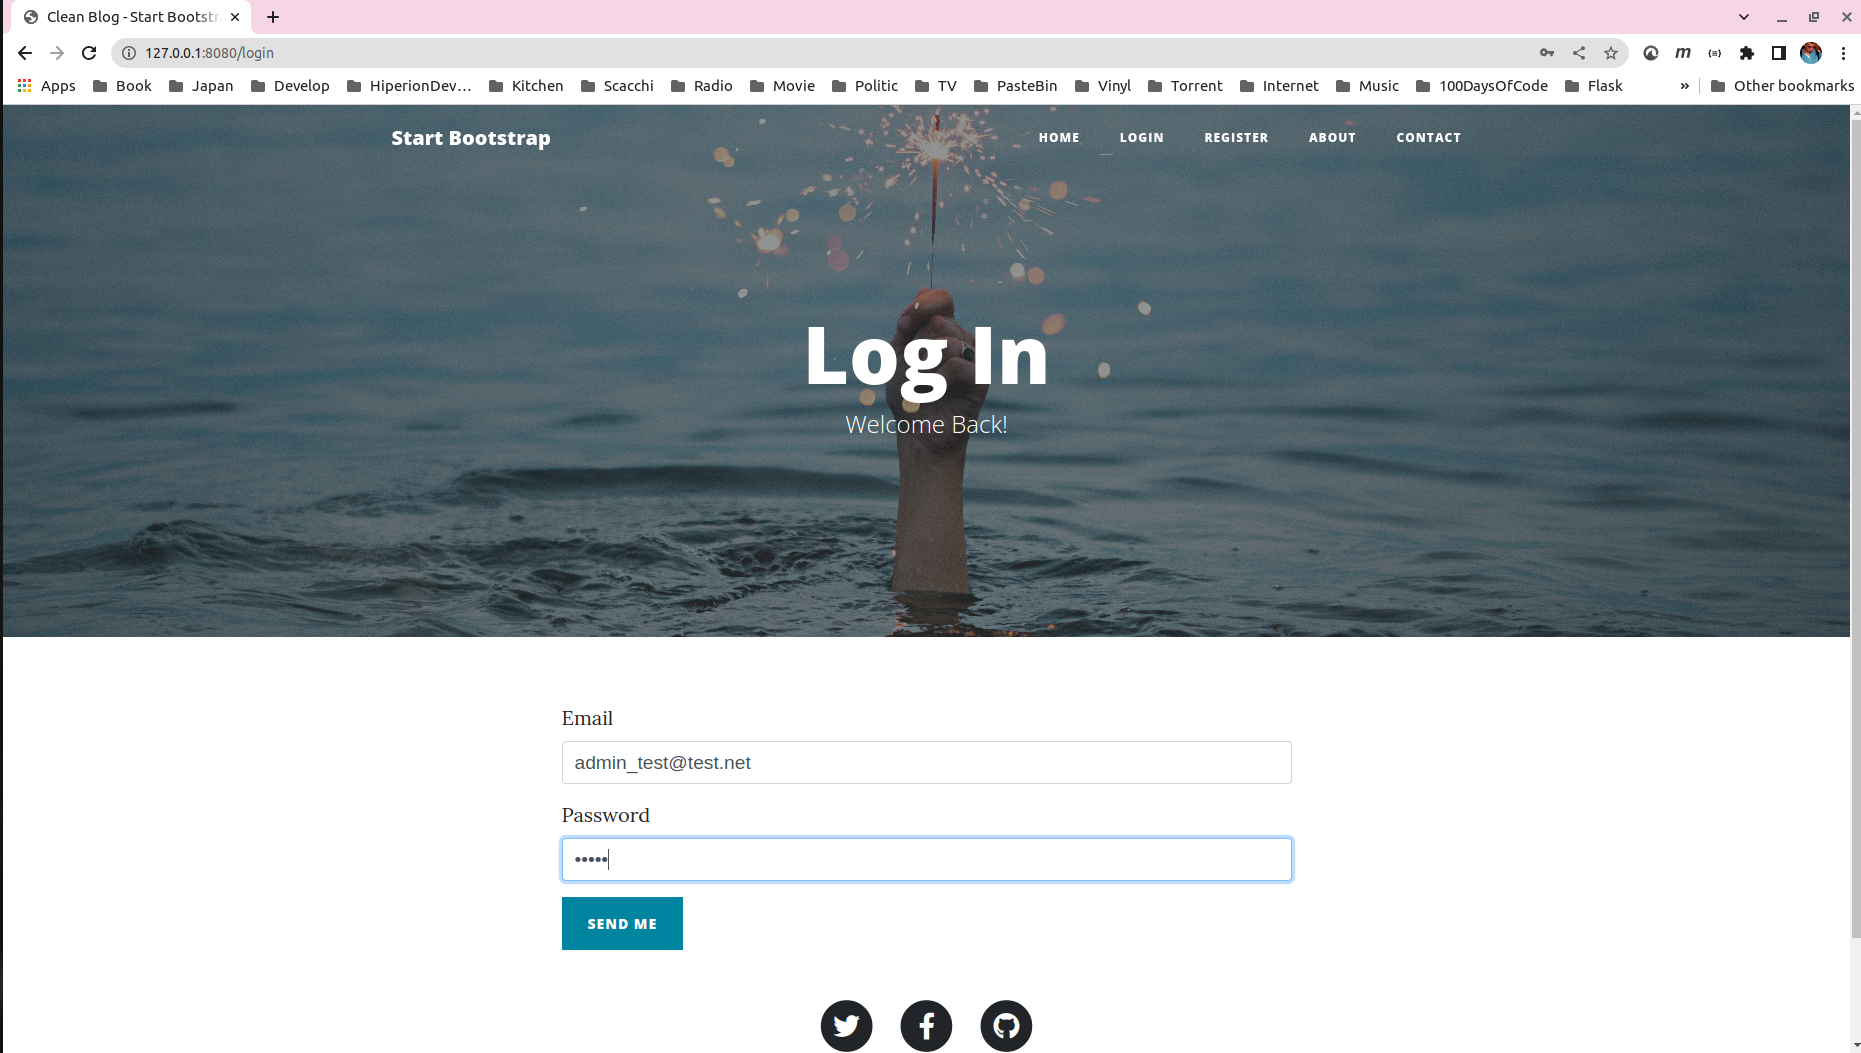 Clean Blog - Start Bootstr
127.0.0.1:8080/login
Apps Book Japan Develop HiperionDev... Kitchen Scacchi Radio Movie Politic TV PasteBin Vinyl Torrent Internet Music 100DaysOfCode Flask » Other bookmarks
Start Bootstrap HOME LOGIN REGISTER ABOUT CONTACT
Log In
Welcome Back!
Email
admin_test@test.net
Password
•••••
SEND ME